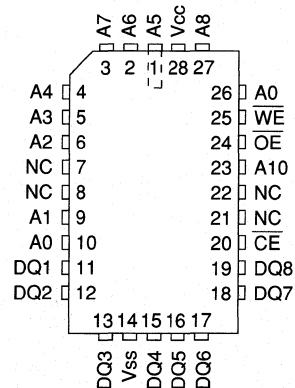 A7 A6 A5 Vcc A8
3 2 1 28 27
A4 4 26 A0
A3 5 25 WE
A2 6 24 OE
NC 7 23 A10
NC 8 22 NC
A1 9 21 NC
A0 10 20 CE
DQ1 11 19 DQ8
DQ2 12 18 DQ7
13 14 15 16 17
DQ3 Vss DQ4 DQ5 DQ6